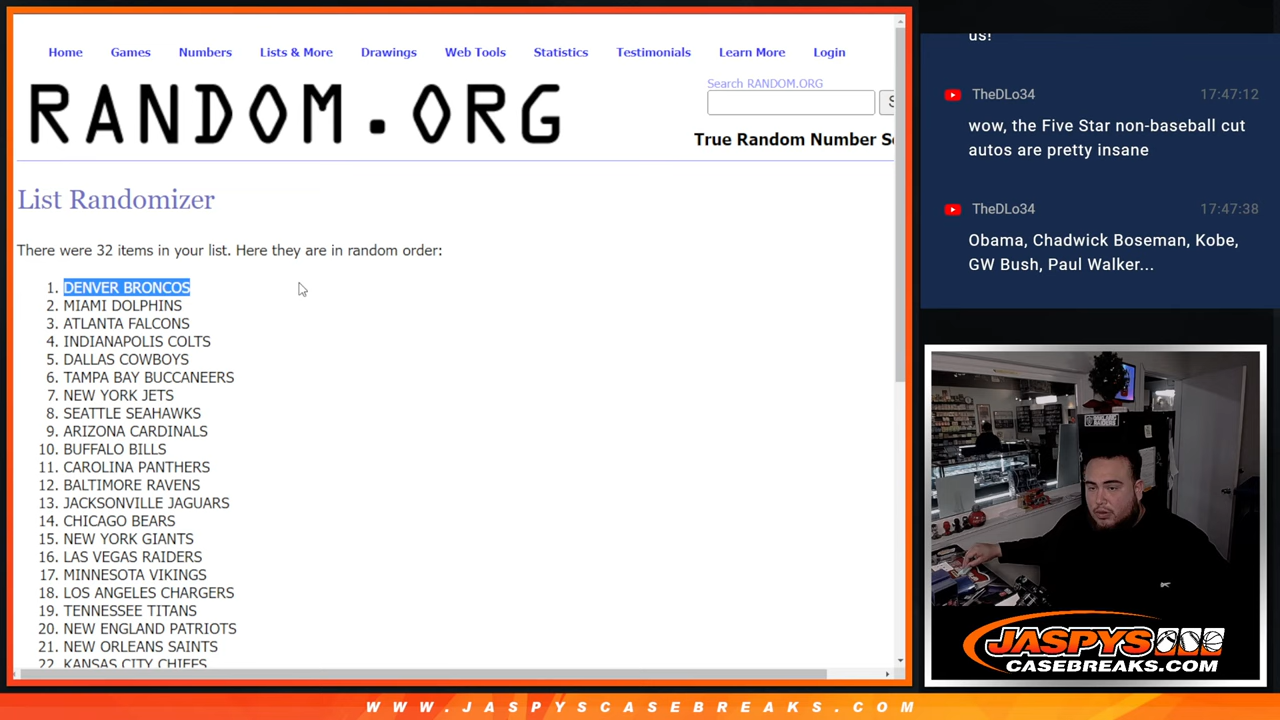 Home Games Numbers Lists & More Drawings Web Tools Statistics Testimonials Learn More Login
RANDOM.ORG
Search RANDOM.ORG
S
True Random Number Se
List Randomizer
There were 32 items in your list. Here they are in random order:
1. DENVER BRONCOS
2. MIAMI DOLPHINS
3. ATLANTA FALCONS
4. INDIANAPOLIS COLTS
5. DALLAS COWBOYS
6. TAMPA BAY BUCCANEERS
7. NEW YORK JETS
8. SEATTLE SEAHAWKS
9. ARIZONA CARDINALS
10. BUFFALO BILLS
11. CAROLINA PANTHERS
12. BALTIMORE RAVENS
13. JACKSONVILLE JAGUARS
14. CHICAGO BEARS
15. NEW YORK GIANTS
16. LAS VEGAS RAIDERS
17. MINNESOTA VIKINGS
18. LOS ANGELES CHARGERS
19. TENNESSEE TITANS
20. NEW ENGLAND PATRIOTS
21. NEW ORLEANS SAINTS
22. KANSAS CITY CHIEFS
us!
TheDLo34 17:47:12
wow, the Five Star non-baseball cut
autos are pretty insane
TheDLo34 17:47:38
Obama, Chadwick Boseman, Kobe,
GW Bush, Paul Walker...
JASPYS
CASEBREAKS.COM
WWW.JASPYSCASEBREAKS.COM